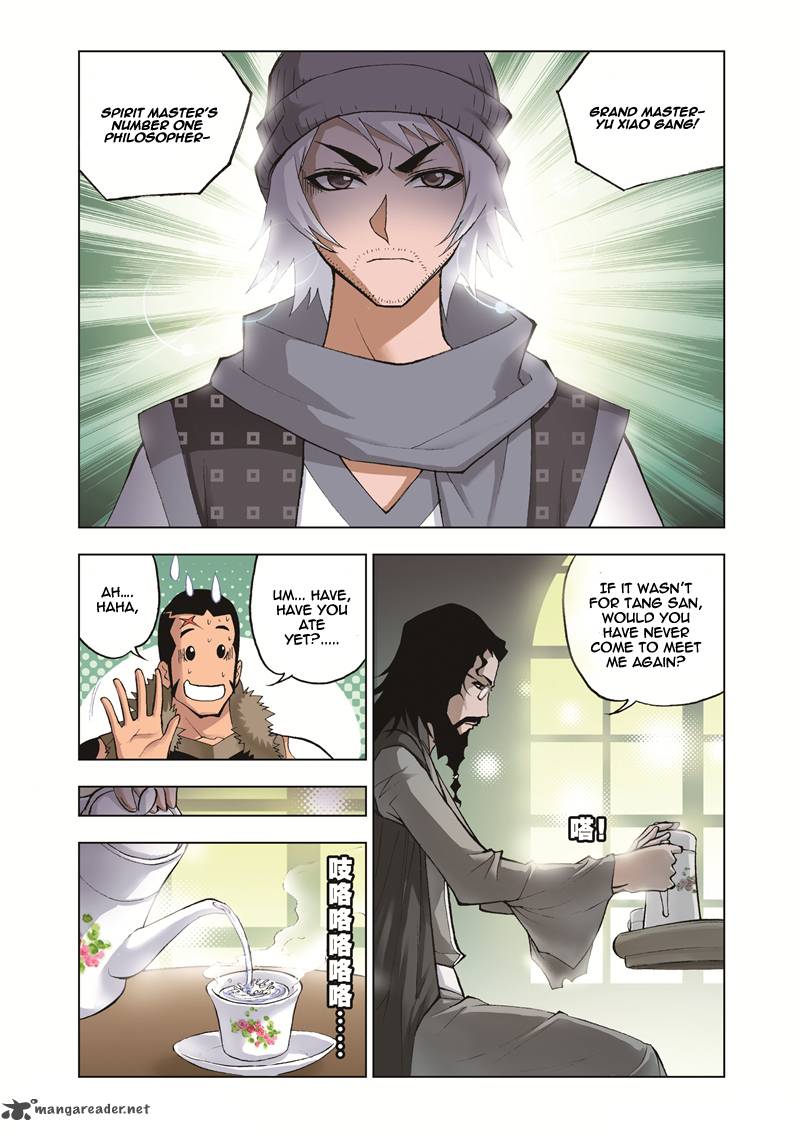 SPIRIT MASTER'S
NUMBER ONE
PHILOSOPHER-
GRAND MASTER-
YU XIAO GANG!
AH....
HAHA,
UM... HAVE,
HAVE YOU
ATE
YET?.....
IF IT WASN'T
FOR TANG SAN,
WOULD YOU
HAVE NEVER
COME TO MEET
ME AGAIN?
嗒!
吱咯咯咯咯咯……
mangareader.net